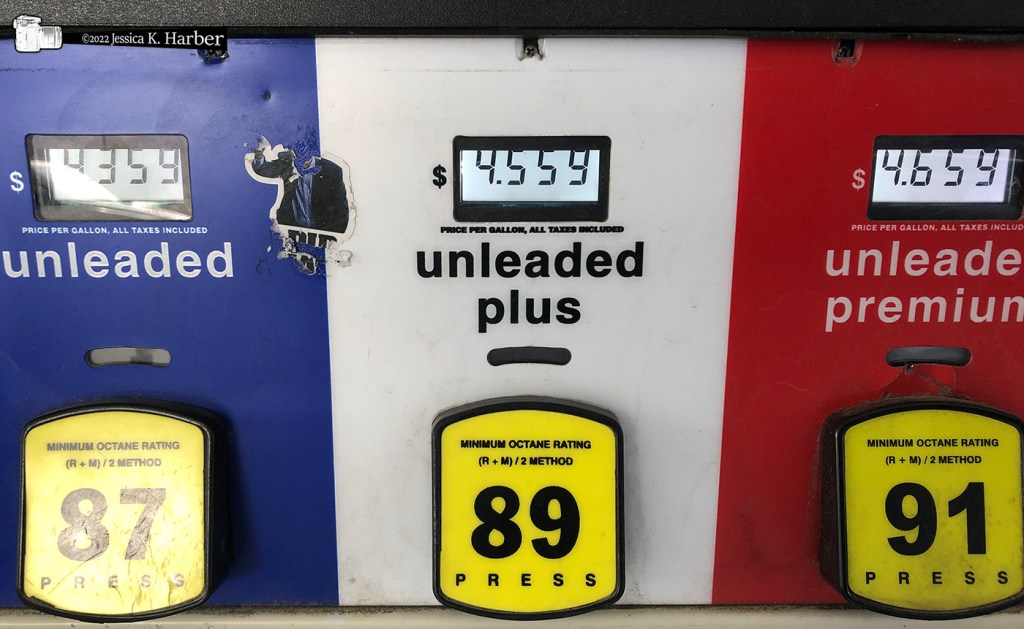 ©2022 Jessica K. Harber
$ 4.359
PRICE PER GALLON, ALL TAXES INCLUDED
unleaded
MINIMUM OCTANE RATING
(R + M) / 2 METHOD
87
PRESS
$ 4.559
PRICE PER GALLON, ALL TAXES INCLUDED
unleaded
plus
MINIMUM OCTANE RATING
(R + M) / 2 METHOD
89
PRESS
$ 4.659
PRICE PER GALLON, ALL TAXES INCLUD
unleade
premium
MINIMUM OCTANE RATING
(R + M) / 2 METHOD
91
PRESS